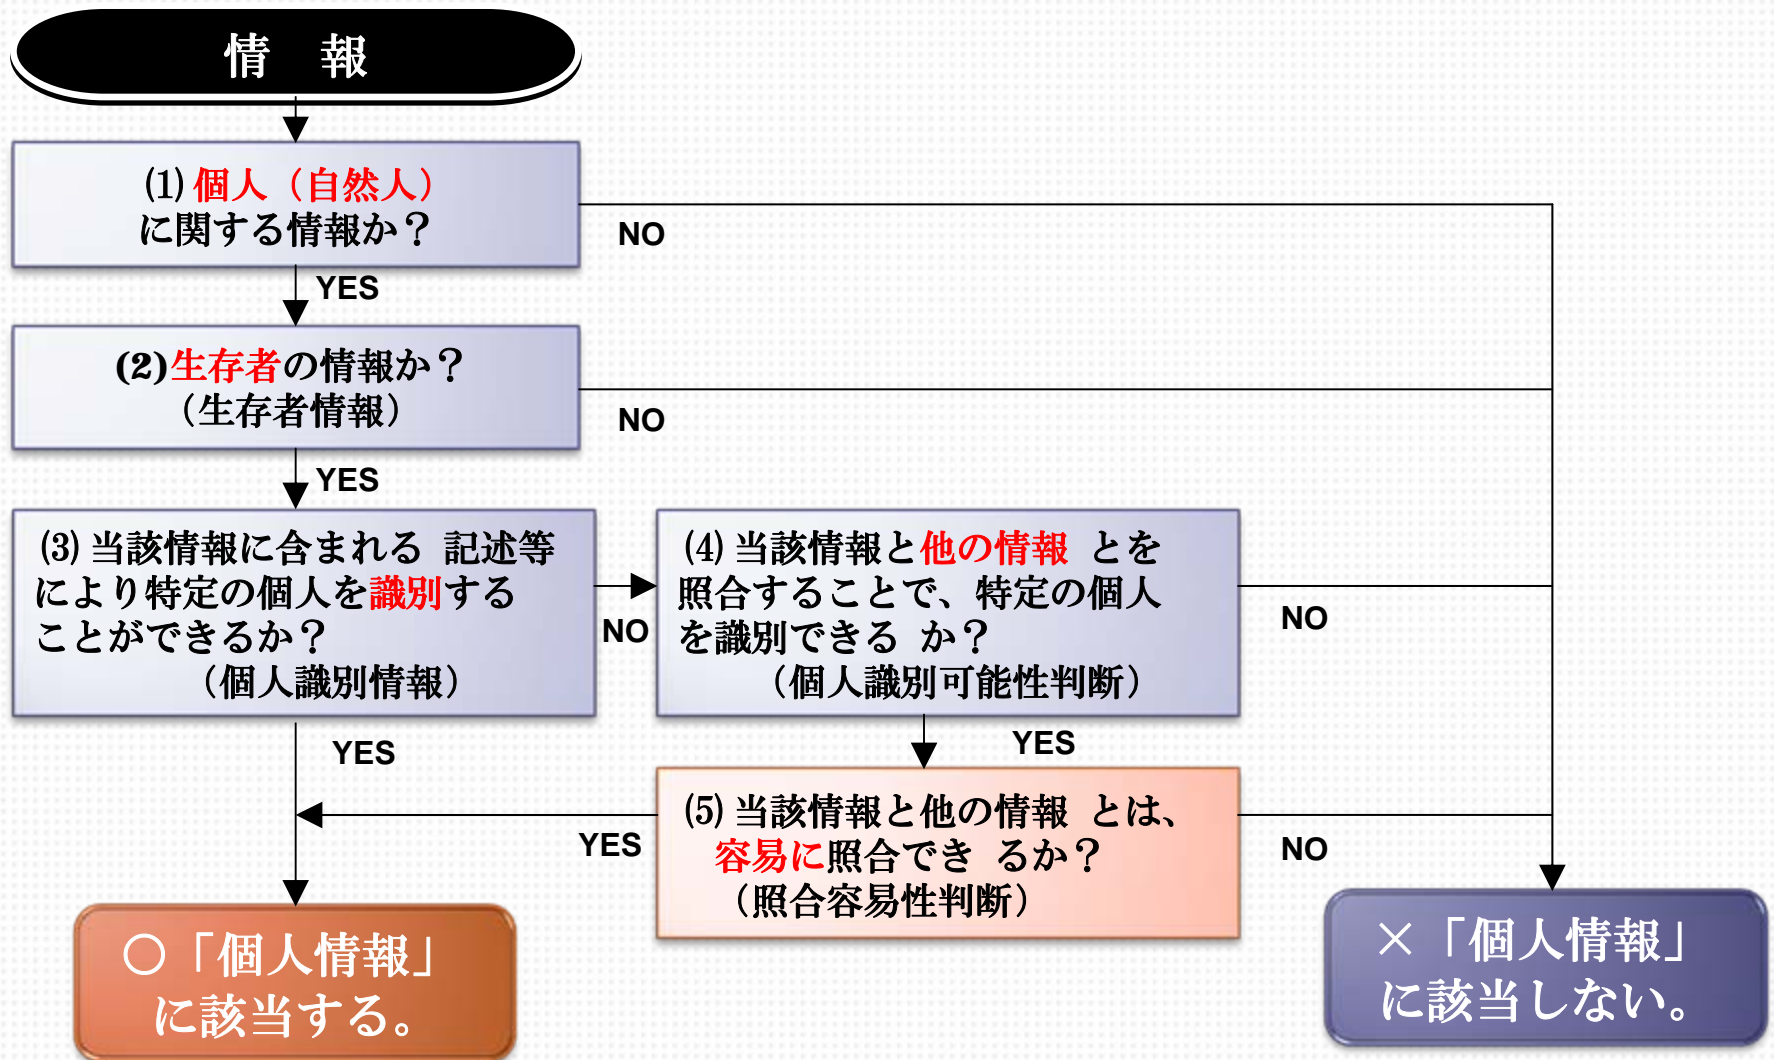 情　報
(1) 個人（自然人）
に関する情報か？
NO
YES
(2)生存者の情報か？
（生存者情報）
NO
YES
(3) 当該情報に含まれる 記述等
により特定の個人を識別する
ことができるか？
（個人識別情報）
NO
YES
(4) 当該情報と他の情報 とを
照合することで、特定の個人
を識別できる か？
（個人識別可能性判断）
NO
YES
(5) 当該情報と他の情報 とは、
容易に照合でき るか？
（照合容易性判断）
YES
NO
○「個人情報」
に該当する。
×「個人情報」
に該当しない。